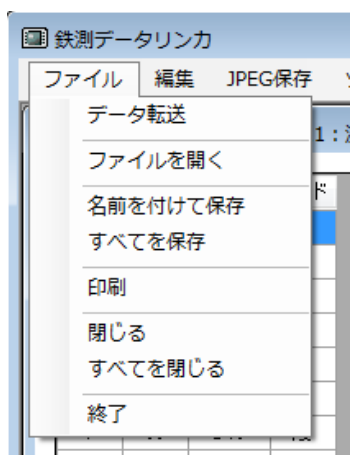 鉄測データリンカ
ファイル 編集 JPEG保存
データ転送
1:
ファイルを開く
ド
名前を付けて保存
すべてを保存
印刷
閉じる
すべてを閉じる
終了